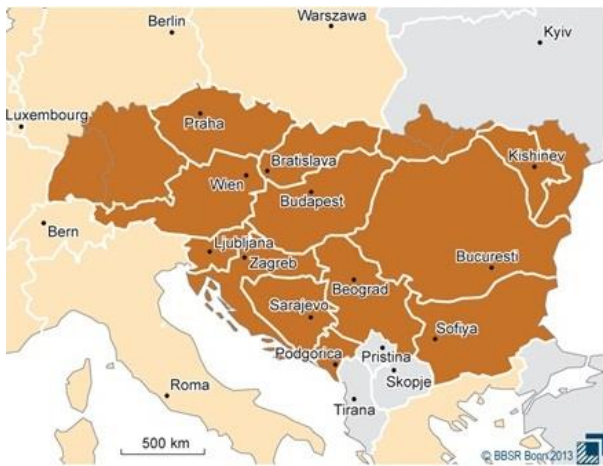 Berlin
Warszawa
Kyiv
Luxembourg
Praha
Kishinev
Bratislava
Wien
Budapest
Bern
Ljubljana
Zagreb
Bucuresti
Beograd
Sarajevo
Sofiya
Podgorica
Pristina
Skopje
Roma
Tirana
500 km
© BBSR Bonn 2013